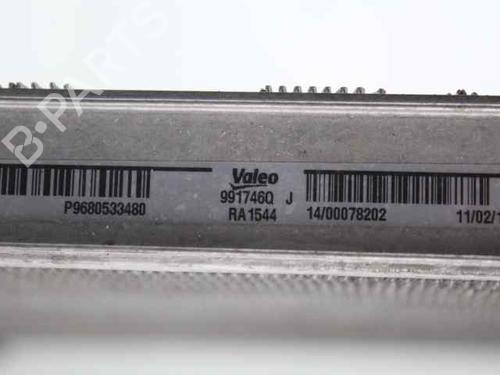 B-Parts
Valeo
991746Q J
P9680533480
RA1544
14/00078202
11/02/1